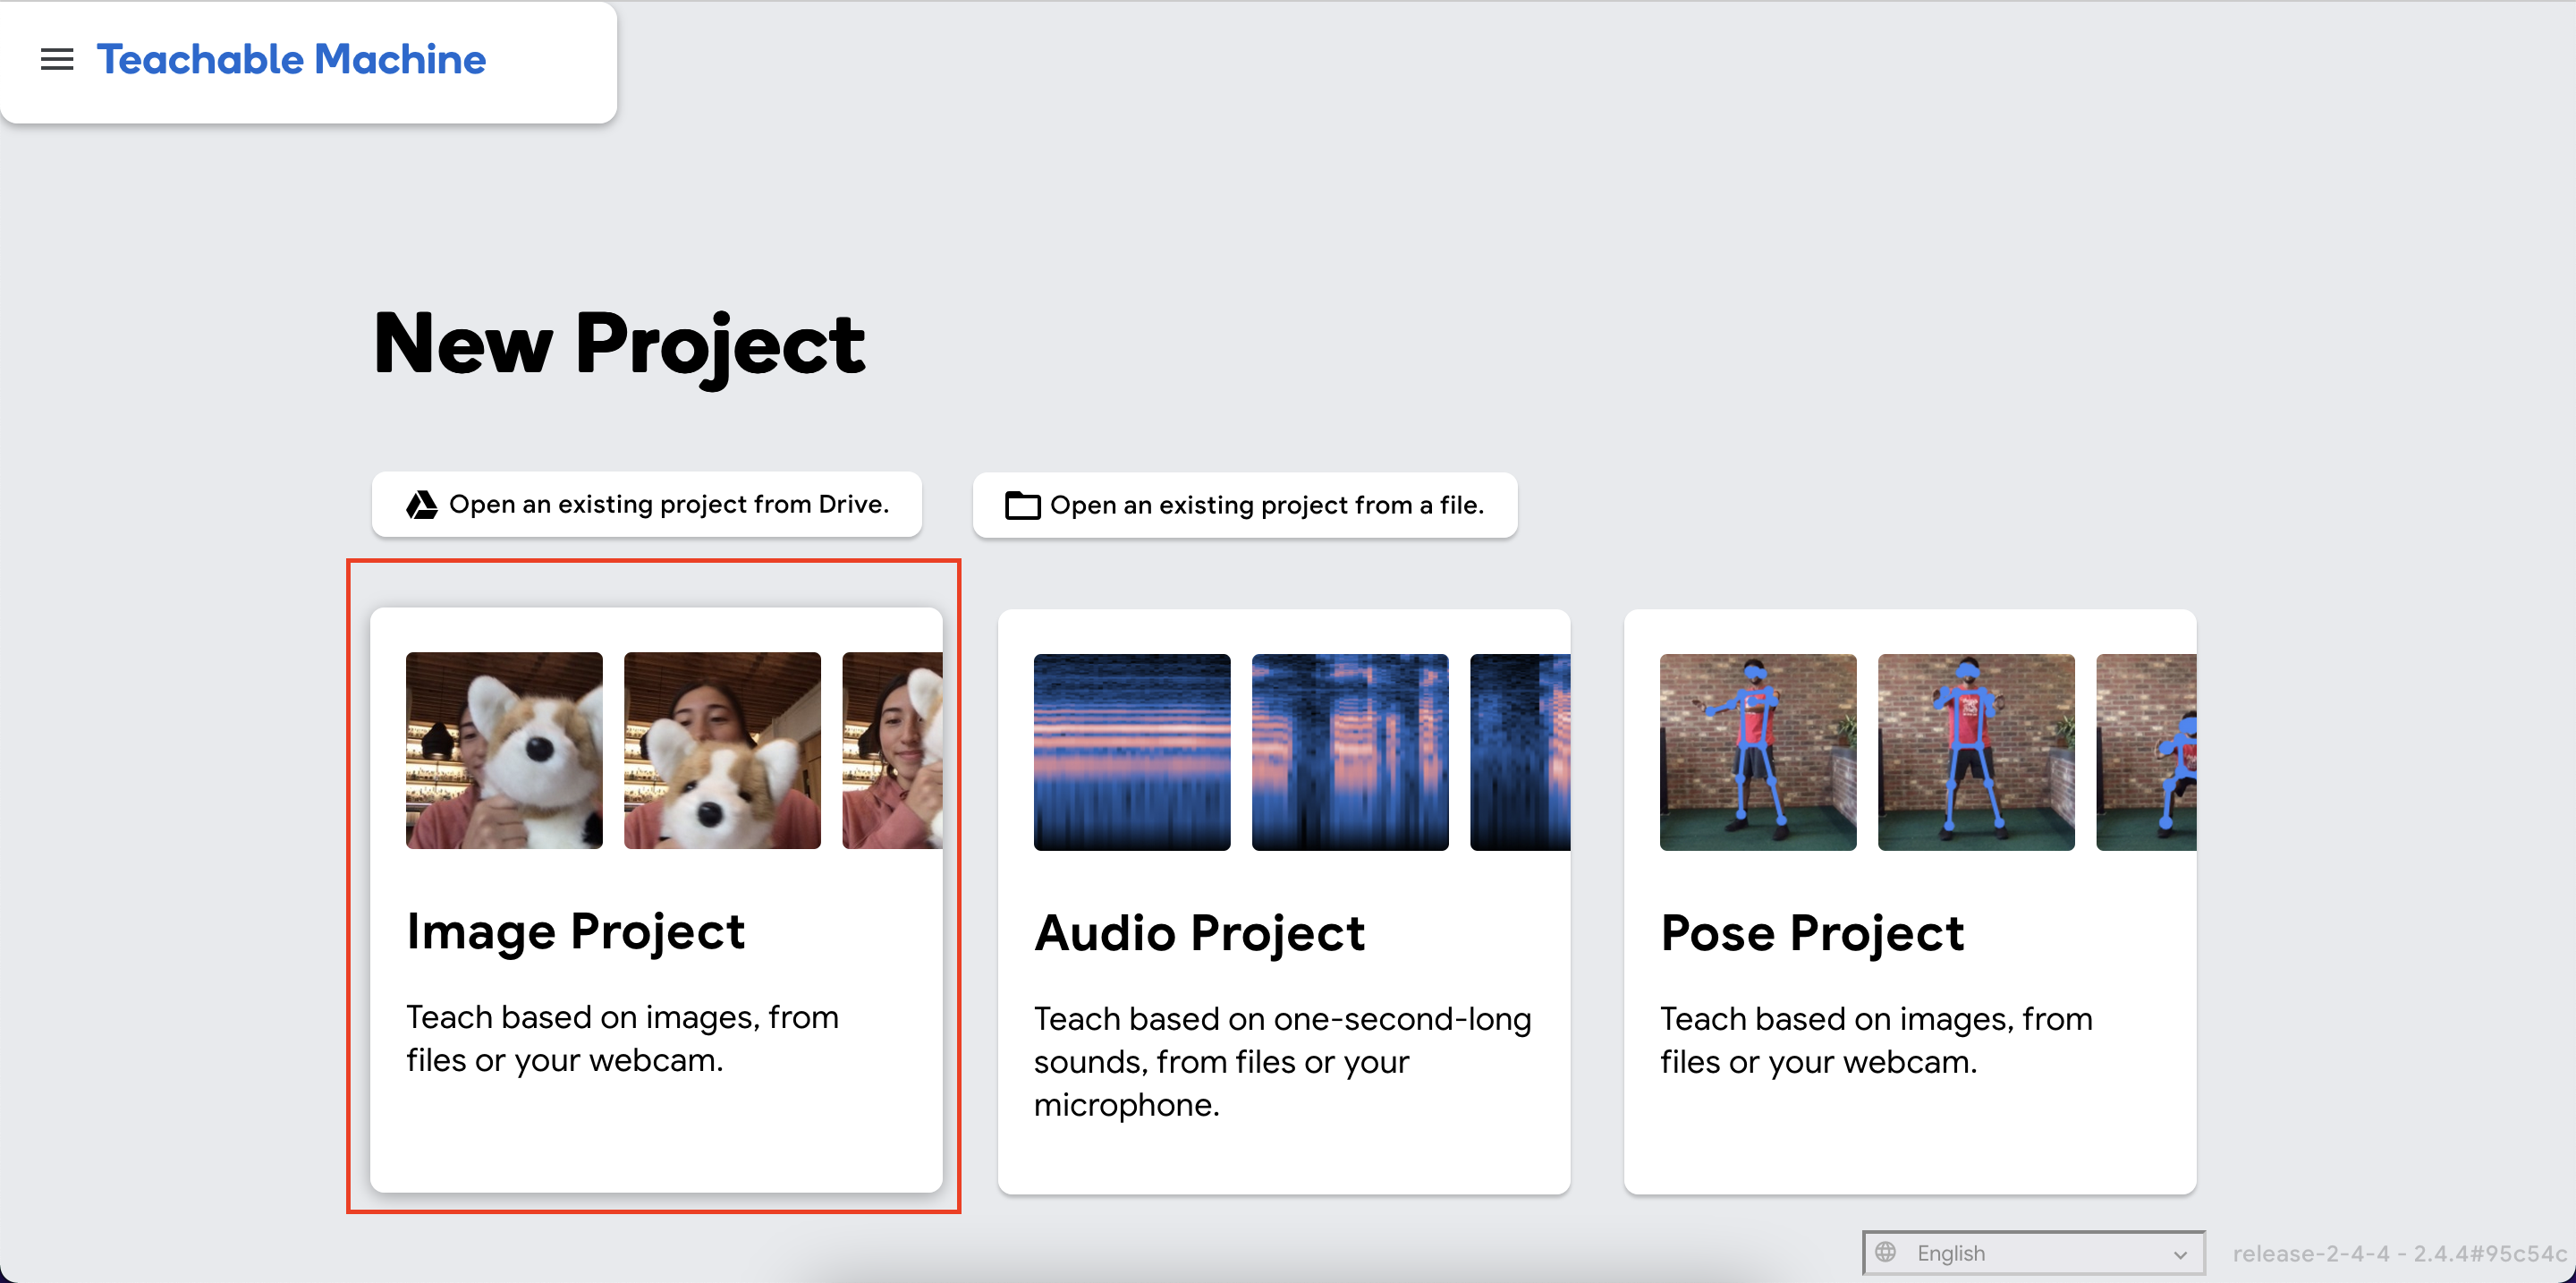 Teachable Machine
New Project
Open an existing project from Drive.
Open an existing project from a file.
Image Project
Teach based on images, from
files or your webcam.
Audio Project
Teach based on one-second-long
sounds, from files or your
microphone.
Pose Project
Teach based on images, from
files or your webcam.
English
release-2-4-4 - 2.4.4#95c54c